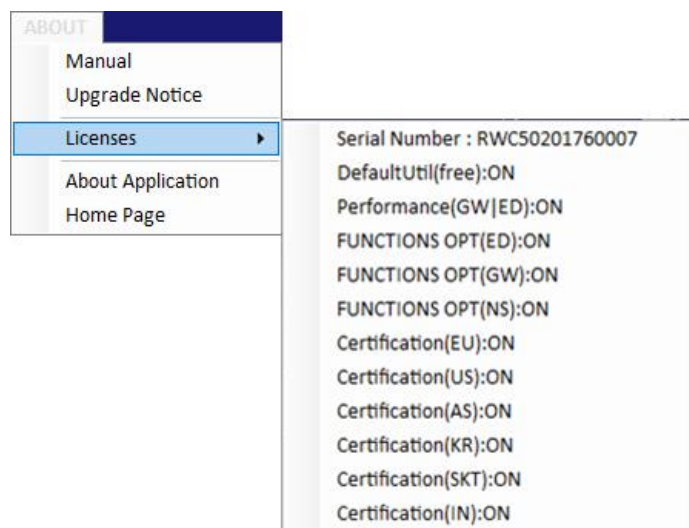 ABOUT
Manual
Upgrade Notice
Licenses
About Application
Home Page
Serial Number : RWC50201760007
DefaultUtil(free):ON
Performance(GW|ED):ON
FUNCTIONS OPT(ED):ON
FUNCTIONS OPT(GW):ON
FUNCTIONS OPT(NS):ON
Certification(EU):ON
Certification(US):ON
Certification(AS):ON
Certification(KR):ON
Certification(SKT):ON
Certification(IN):ON